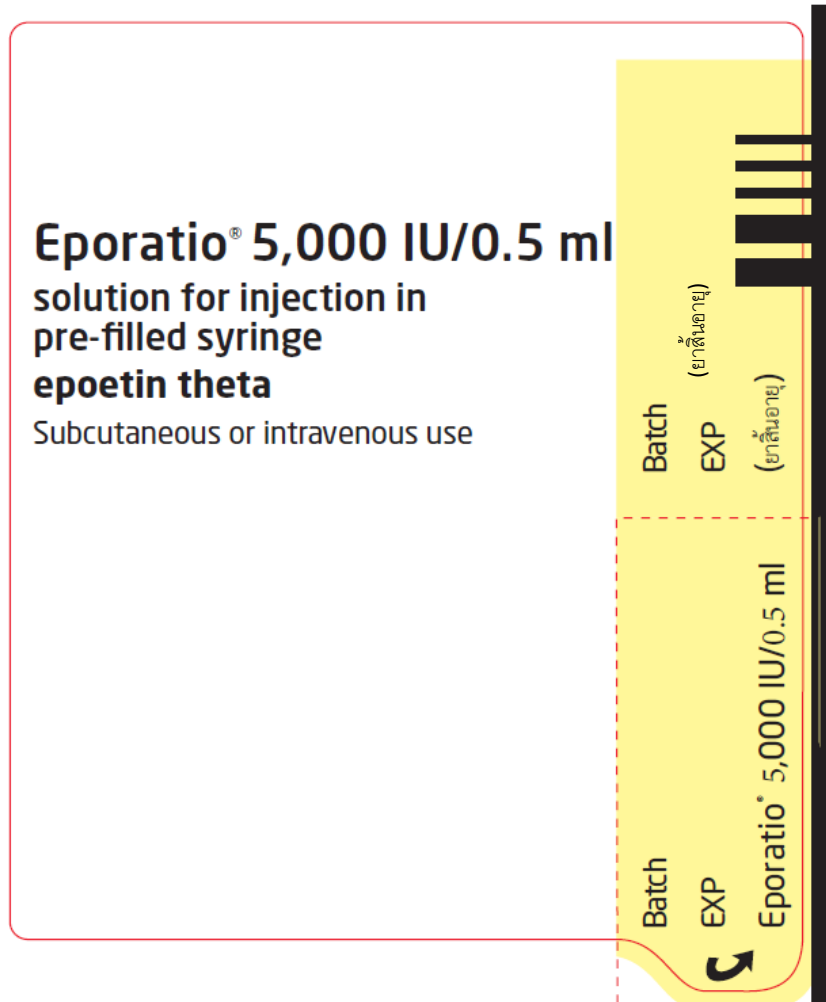 Eporatio® 5,000 IU/0.5 ml
solution for injection in
pre-filled syringe
epoetin theta
Subcutaneous or intravenous use
Batch
EXP
(ยาสิ้นอายุ)
(ยาสิ้นอายุ)
Batch
EXP
Eporatio® 5,000 IU/0.5 ml